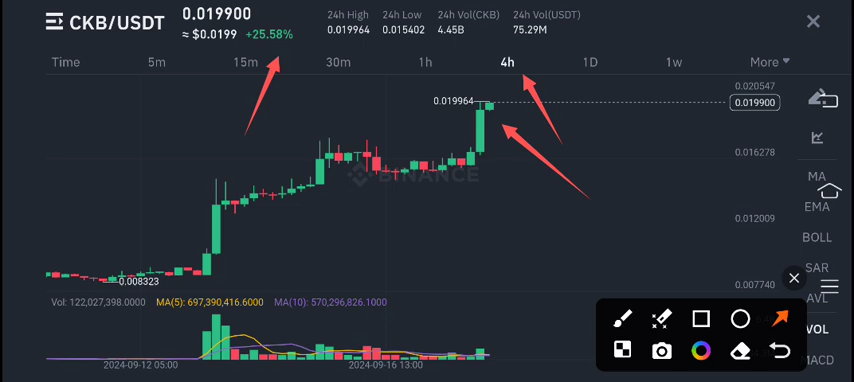 CKB/USDT
0.019900
≈ $0.0199 +25.58%
24h High 24h Low 24h Vol(CKB) 24h Vol(USDT)
0.019964 0.015402 4.45B 75.29M
Time 5m 15m 30m 1h 4h 1D 1w More
0.020547
0.019964
0.019900
0.016278
MA
BINANCE
EMA
0.012009
BOLL
SAR
0.008323
0.007740
AVL
Vol: 122,027,398.0000 MA(5): 697,390,416.6000 MA(10): 570,296,826.1000
VOL
MACD
2024-09-12 05:00 2024-09-16 13:00